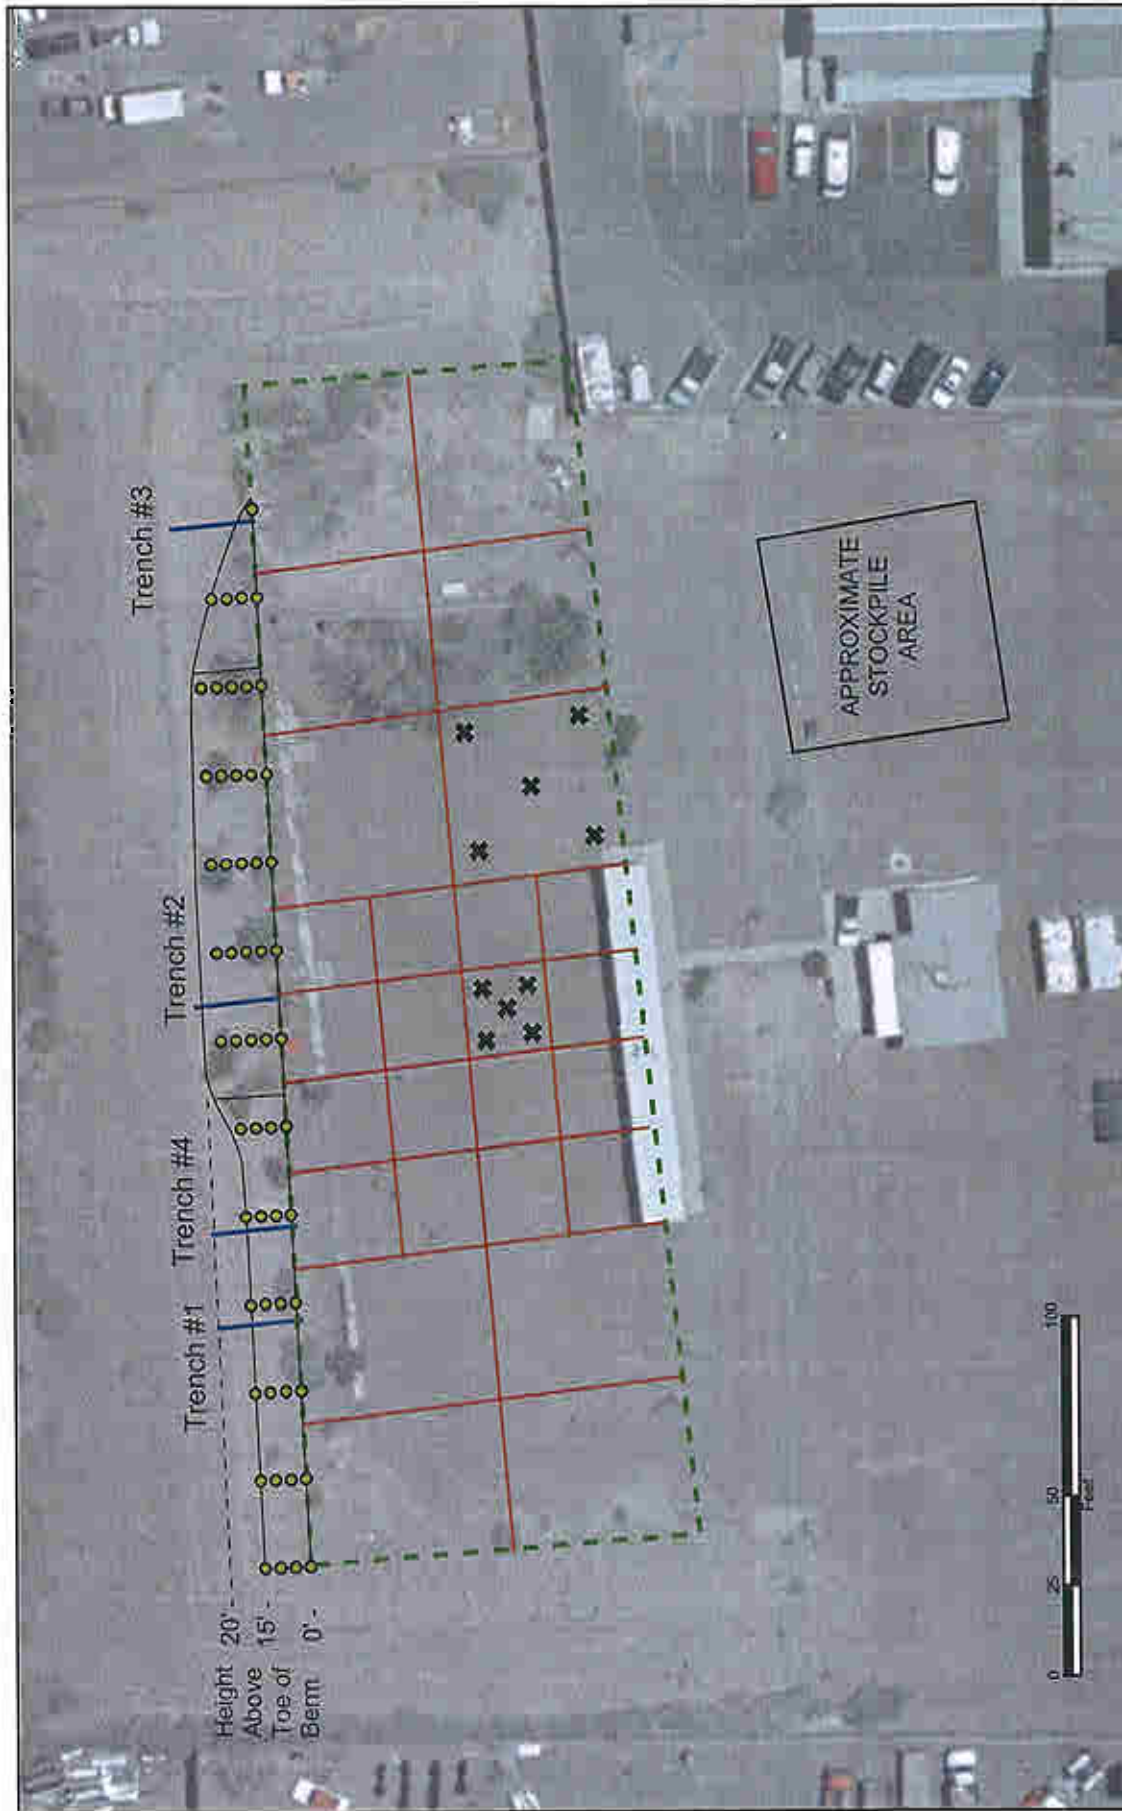 Trench #1
Trench #4
Trench #2
Trench #3
Height 20'-
Above 15'-
Toe of
Berm 0'-
APPROXIMATE
STOCKPILE
AREA
0 25 50 100
Feet